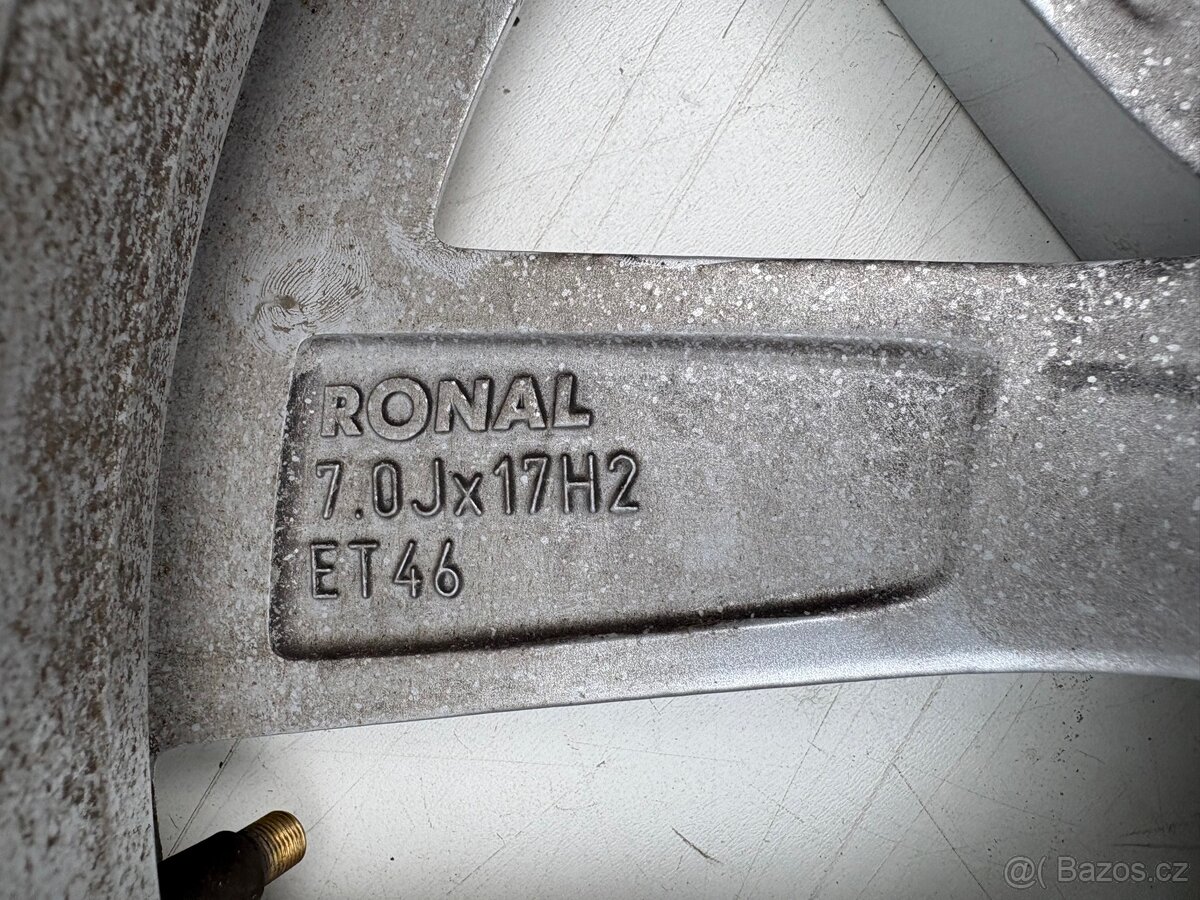 RONAL
7.0Jx17H2
ET46
@( Bazos.cz